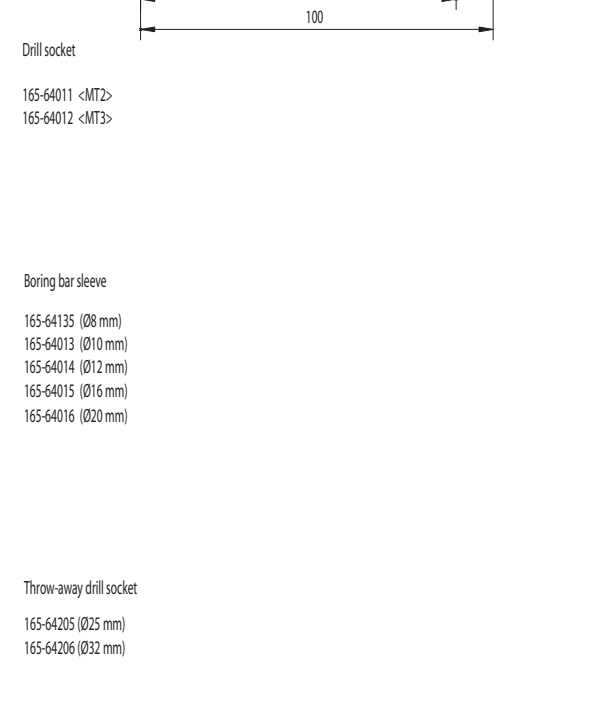 100
Drill socket
165-64011 <MT2>
165-64012 <MT3>
Boring bar sleeve
165-64135 (Ø8 mm)
165-64013 (Ø10 mm)
165-64014 (Ø12 mm)
165-64015 (Ø16 mm)
165-64016 (Ø20 mm)
Throw-away drill socket
165-64205 (Ø25 mm)
165-64206 (Ø32 mm)